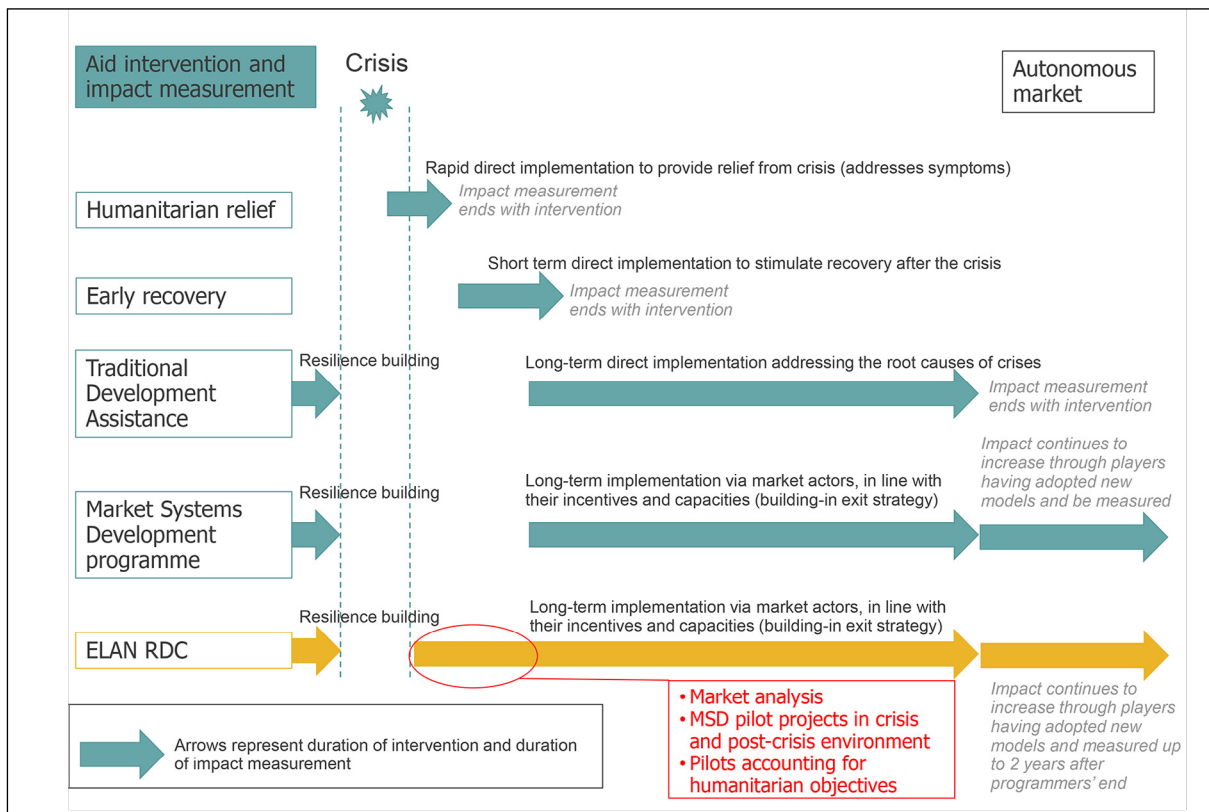 Aid intervention and
impact measurement
Crisis
Autonomous
market
Rapid direct implementation to provide relief from crisis (addresses symptoms)
Humanitarian relief
Impact measurement
ends with intervention
Short term direct implementation to stimulate recovery after the crisis
Early recovery
Impact measurement
ends with intervention
Traditional
Development
Assistance
Resilience building
Long-term direct implementation addressing the root causes of crises
Impact measurement
ends with intervention
Market Systems
Development
programme
Resilience building
Long-term implementation via market actors, in line with
their incentives and capacities (building-in exit strategy)
Impact continues to
increase through players
having adopted new
models and be measured
ELAN RDC
Resilience building
Long-term implementation via market actors, in line with
their incentives and capacities (building-in exit strategy)
• Market analysis
• MSD pilot projects in crisis
and post-crisis environment
• Pilots accounting for
humanitarian objectives
Impact continues to
increase through players
having adopted new
models and measured up
to 2 years after
programmers' end
Arrows represent duration of intervention and duration
of impact measurement